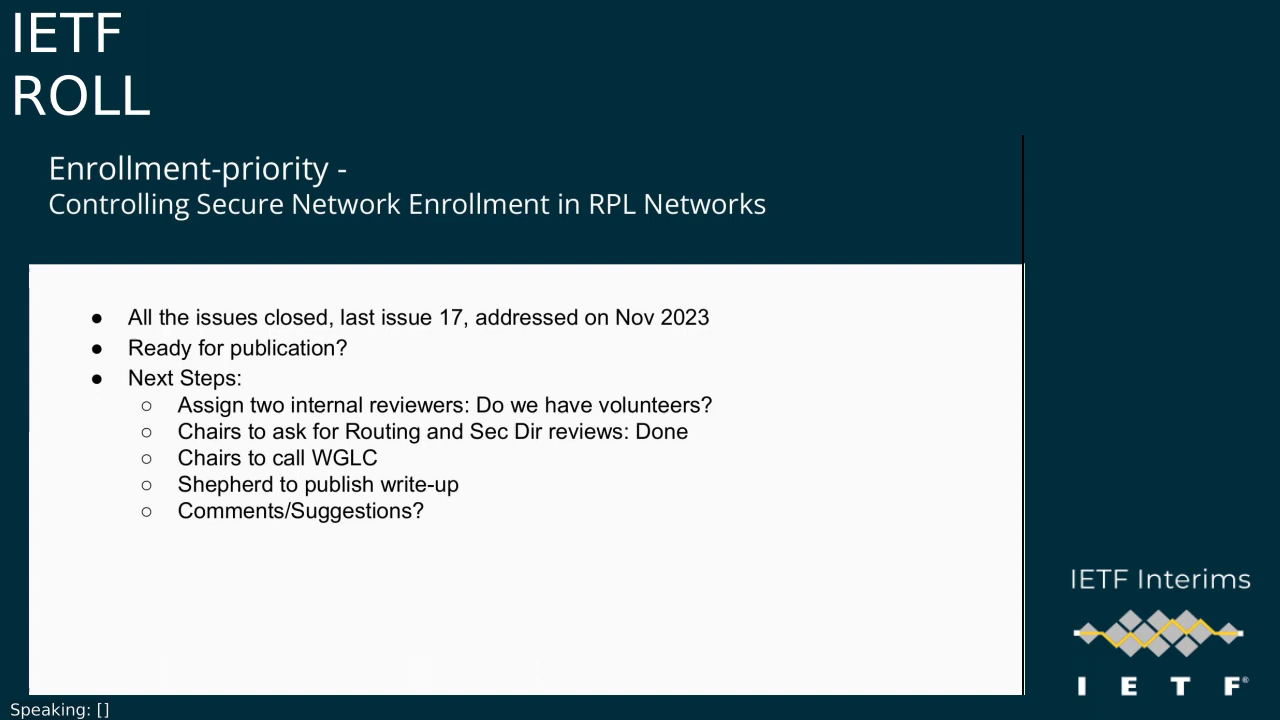 IETF
ROLL
Enrollment-priority -
Controlling Secure Network Enrollment in RPL Networks
● All the issues closed, last issue 17, addressed on Nov 2023
● Ready for publication?
● Next Steps:
○ Assign two internal reviewers: Do we have volunteers?
○ Chairs to ask for Routing and Sec Dir reviews: Done
○ Chairs to call WGLC
○ Shepherd to publish write-up
○ Comments/Suggestions?
IETF Interims
I E T F®
Speaking: []